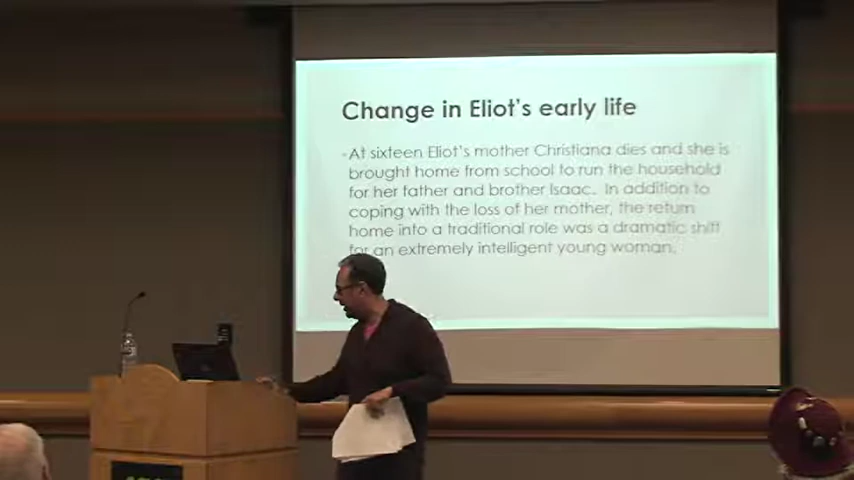 Change in Eliot's early life
- At sixteen Eliot's mother Christiana dies and she is
brought home from school to run the household
for her father and brother Isaac. In addition to
coping with the loss of her mother, the return
home into a traditional role was a dramatic shift
for an extremely intelligent young woman.